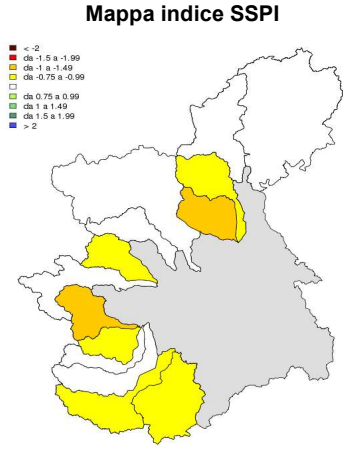 Mappa indice SSPI
< -2
da -1.5 a -1.99
da -1 a -1.49
da -0.75 a -0.99
da 0.75 a 0.99
da 1 a 1.49
da 1.5 a 1.99
> 2